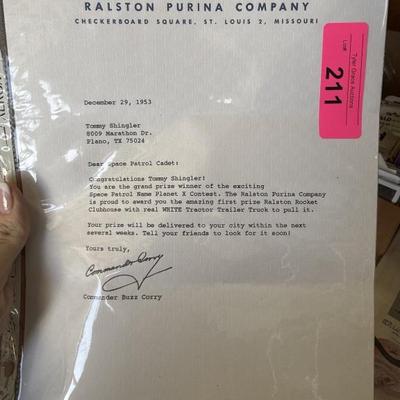 RALSTON PURINA COMPANY
CHECKERBOARD SQUARE, ST. LOUIS 2, MISSOURI
Tyler Grace Auctions
Lot
211
December 29, 1953
Tommy Shingler
8009 Marathon Dr.
Plano, TX 75024
Dear Space Patrol Cadet:
Congratulations Tommy Shingler!
You are the grand prize winner of the exciting
Space Patrol Name Planet X Contest. The Ralston Purina Company
is proud to award you the amazing first prize Ralston Rocket
Clubhouse with real WHITE Tractor Trailer Truck to pull it.
Your prize will be delivered to your city within the next
several weeks. Tell your friends to look for it soon!
Yours truly,
Commander Corry
Commander Buzz Corry